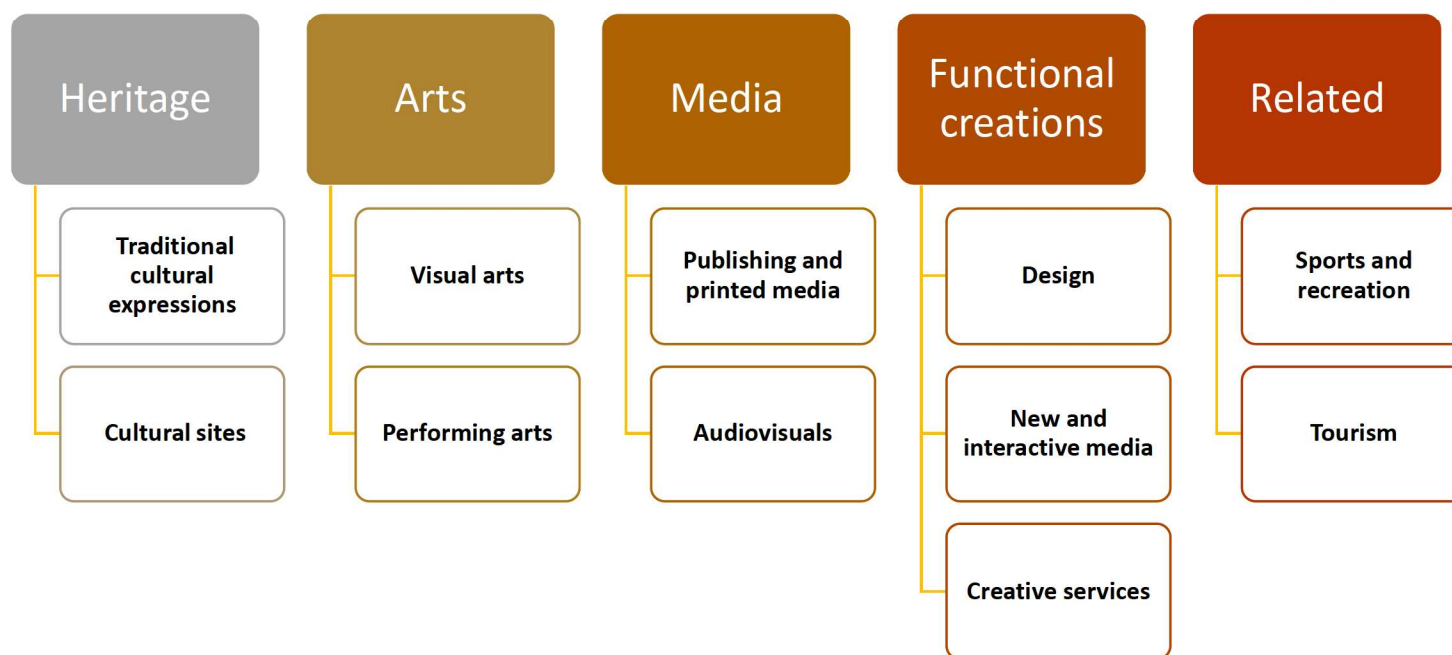 Heritage
Traditional
cultural
expressions
Cultural sites
Arts
Visual arts
Performing arts
Media
Publishing and
printed media
Audiovisuals
Functional
creations
Design
New and
interactive media
Creative services
Related
Sports and
recreation
Tourism